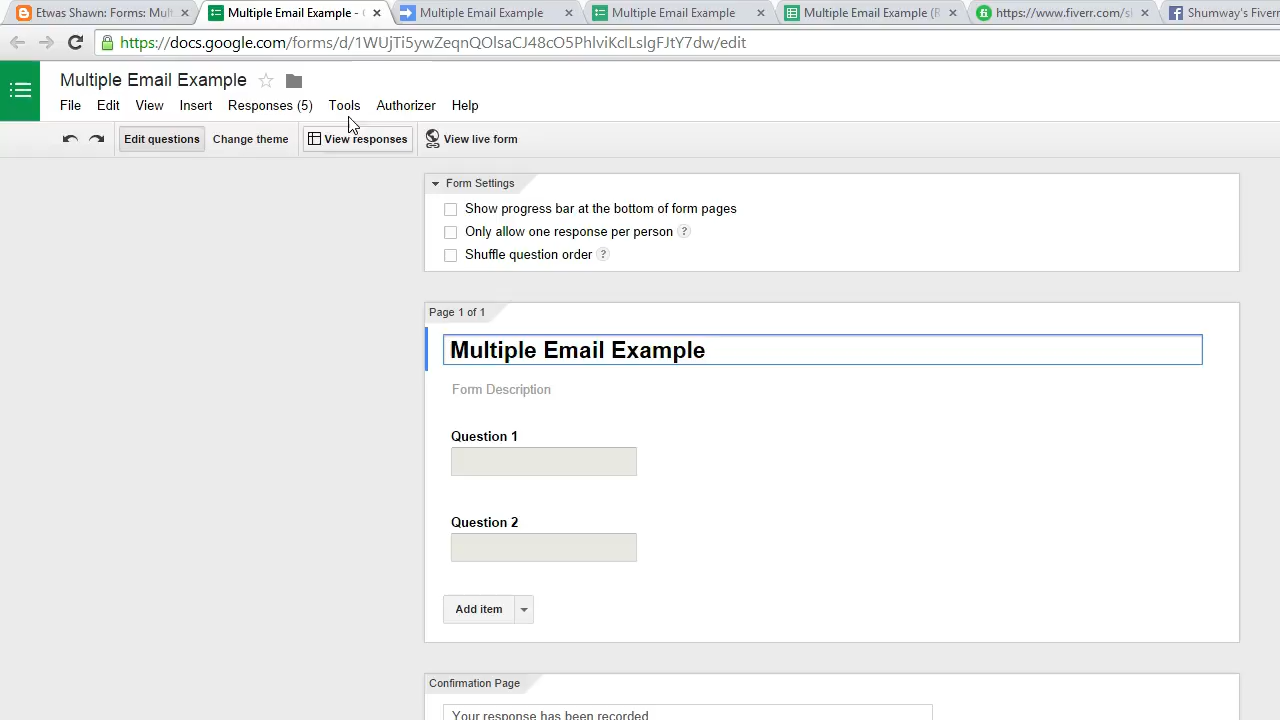 Etwas Shawn: Forms: Mult
Multiple Email Example -
Multiple Email Example
Multiple Email Example
Multiple Email Example (R
https://www.fiverr.com/sh
Shumway's Fiverr
https://docs.google.com/forms/d/1WUjTi5ywZeqnQOlsaCJ48cO5PhlviKclLslgFJtY7dw/edit
Multiple Email Example
File Edit View Insert Responses (5) Tools Authorizer Help
Edit questions Change theme View responses View live form
Form Settings
Show progress bar at the bottom of form pages
Only allow one response per person ?
Shuffle question order ?
Page 1 of 1
Multiple Email Example
Form Description
Question 1
Question 2
Add item
Confirmation Page
Your response has been recorded